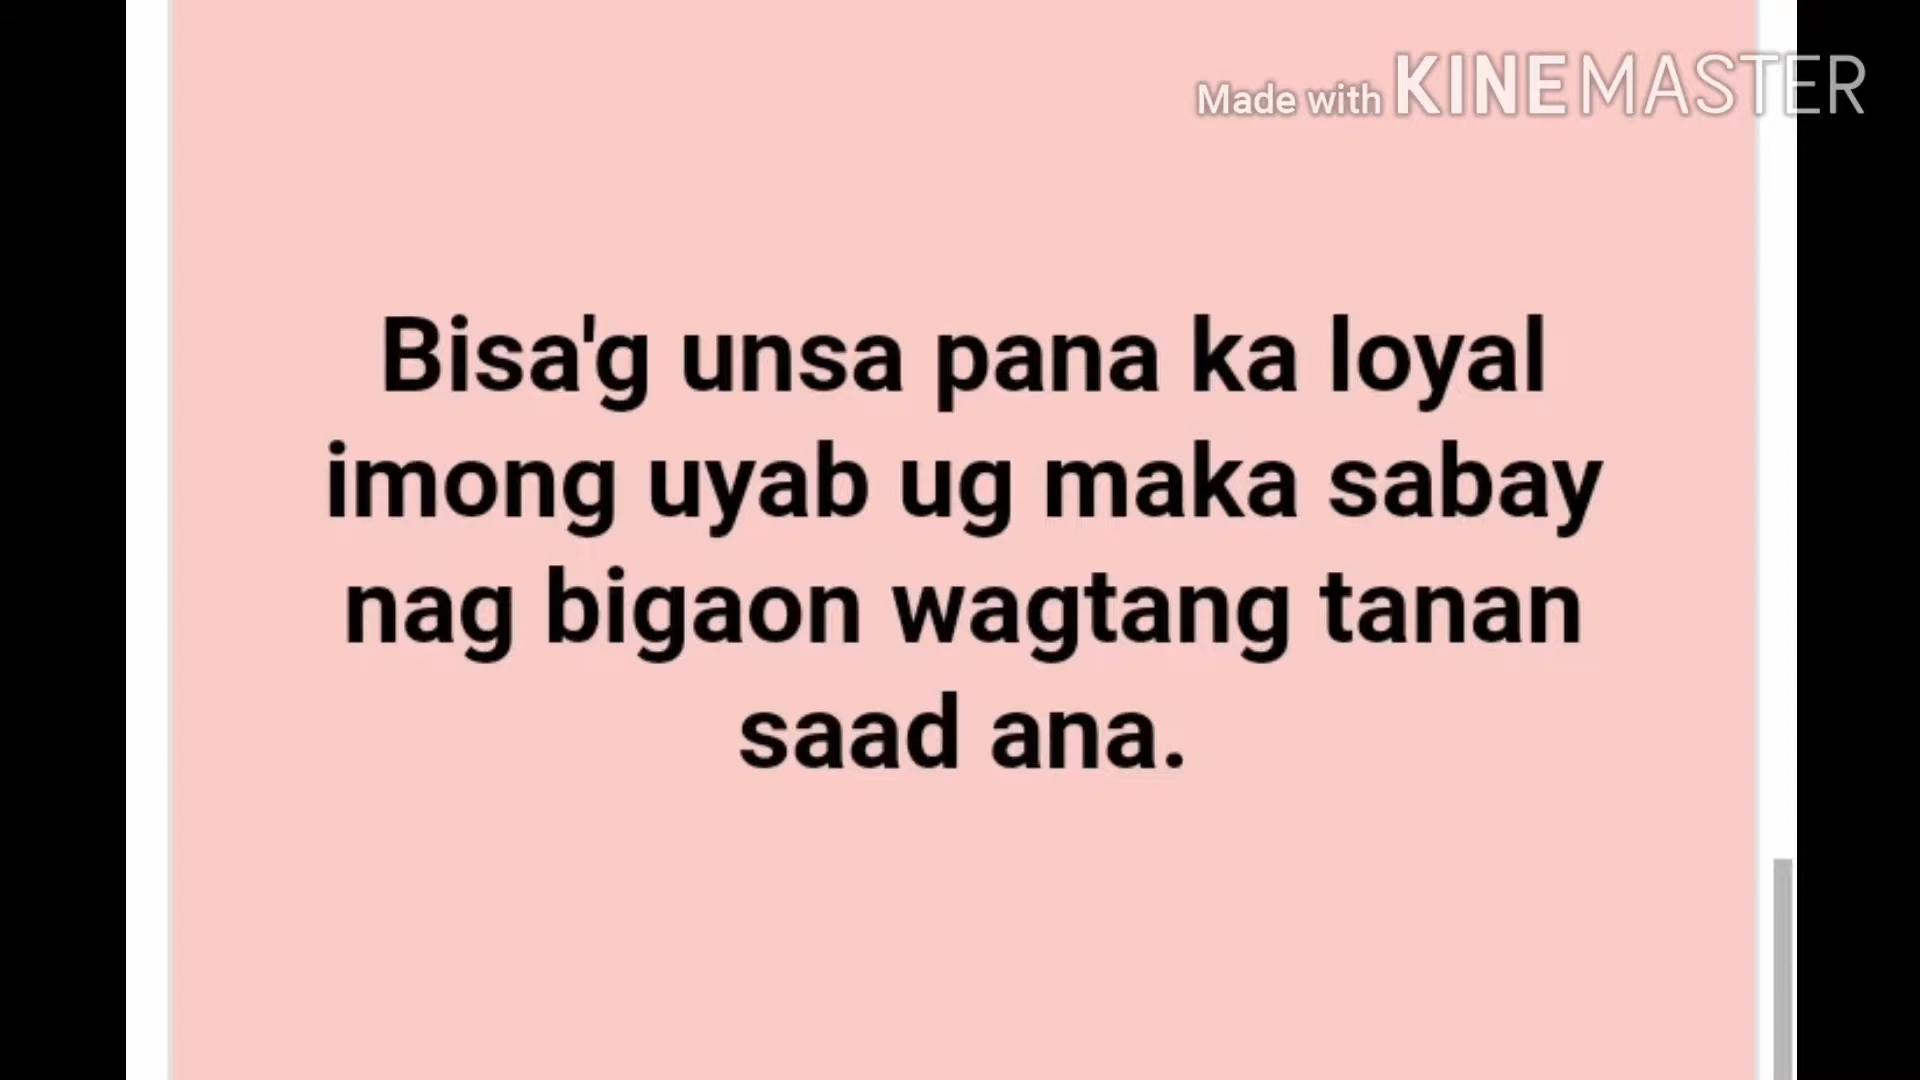 Made with KINEMASTER
Bisa'g unsa pana ka loyal
imong uyab ug maka sabay
nag bigaon wagtang tanan
saad ana.